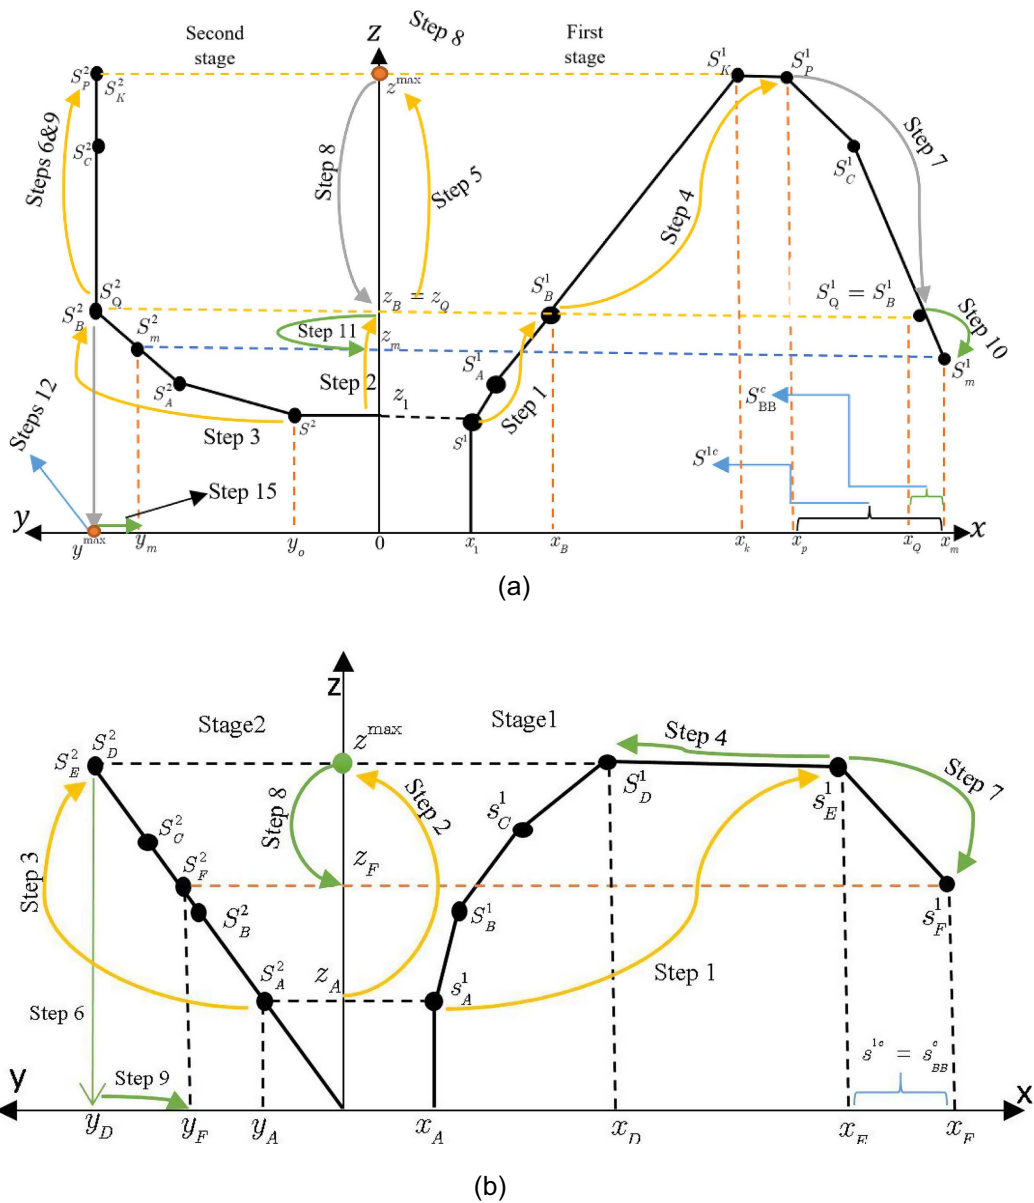 Second
stage
z
Step 8
First
stage
S_P^2
S_K^2
z^max
S_K^1
S_P^1
S_C^2
Steps 6&9
Step 8
Step 5
Step 4
Step 7
S_C^1
S_Q^2
S_B^2
S_m^2
z_B = z_Q
S_B^1
S_Q^1 = S_B^1
Step 11
z_m
Step 10
S_A^2
Step 2
S_A^1
S_m^1
Steps 12
Step 3
S^2
z_1
S^1
Step 1
S_BB^c
S^1c
Step 15
y
y^max
y_m
y_o
0
x_1
x_B
x_k
x_p
x_Q
x_m
x
(a)
z
Stage2
Stage1
S_E^2
S_D^2
z^max
Step 4
S_D^1
s_E^1
Step 7
Step 8
Step 2
S_C^2
s_C^1
Step 3
S_F^2
z_F
S_B^2
S_B^1
s_F^1
S_A^2
z_A
s_A^1
Step 1
Step 6
s^1c = s_BB^c
Step 9
y
y_D
y_F
y_A
x_A
x_D
x_E
x_F
x
(b)